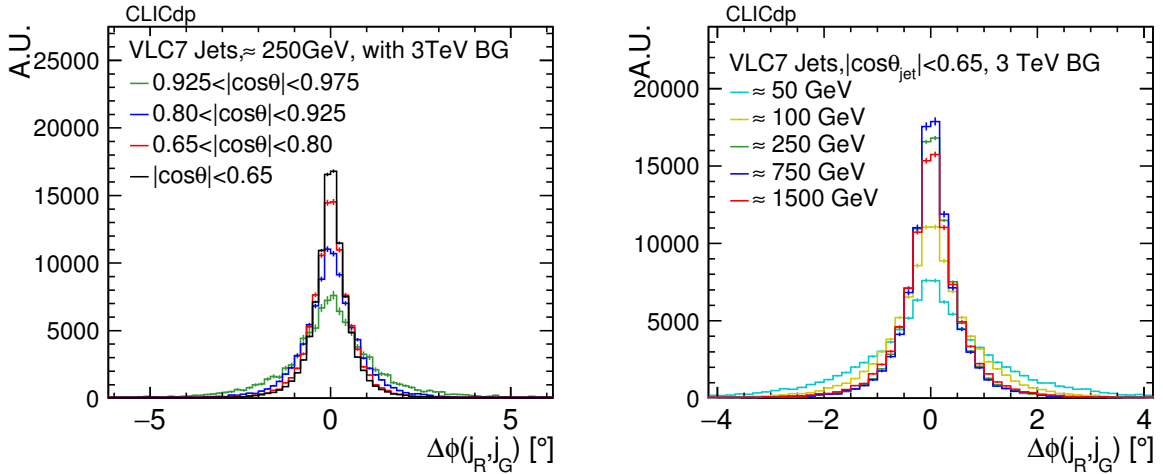 CLICdp
A.U.
VLC7 Jets,≈ 250GeV, with 3TeV BG
0.925<|cosθ|<0.975
0.80<|cosθ|<0.925
0.65<|cosθ|<0.80
|cosθ|<0.65
25000
20000
15000
10000
5000
0
−5 0 5
Δϕ(j_R,j_G) [°]
CLICdp
A.U.
VLC7 Jets,|cosθ_jet|<0.65, 3 TeV BG
≈ 50 GeV
≈ 100 GeV
≈ 250 GeV
≈ 750 GeV
≈ 1500 GeV
20000
15000
10000
5000
0
−4 −2 0 2 4
Δϕ(j_R,j_G) [°]